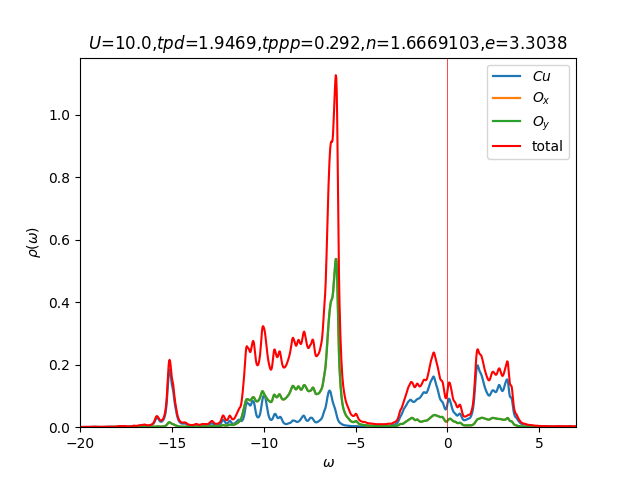 U=10.0,tpd=1.9469,tppp=0.292,n=1.6669103,e=3.3038
Cu
Oₓ
O_y
total
ρ(ω)
1.0
0.8
0.6
0.4
0.2
0.0
−20 −15 −10 −5 0 5
ω